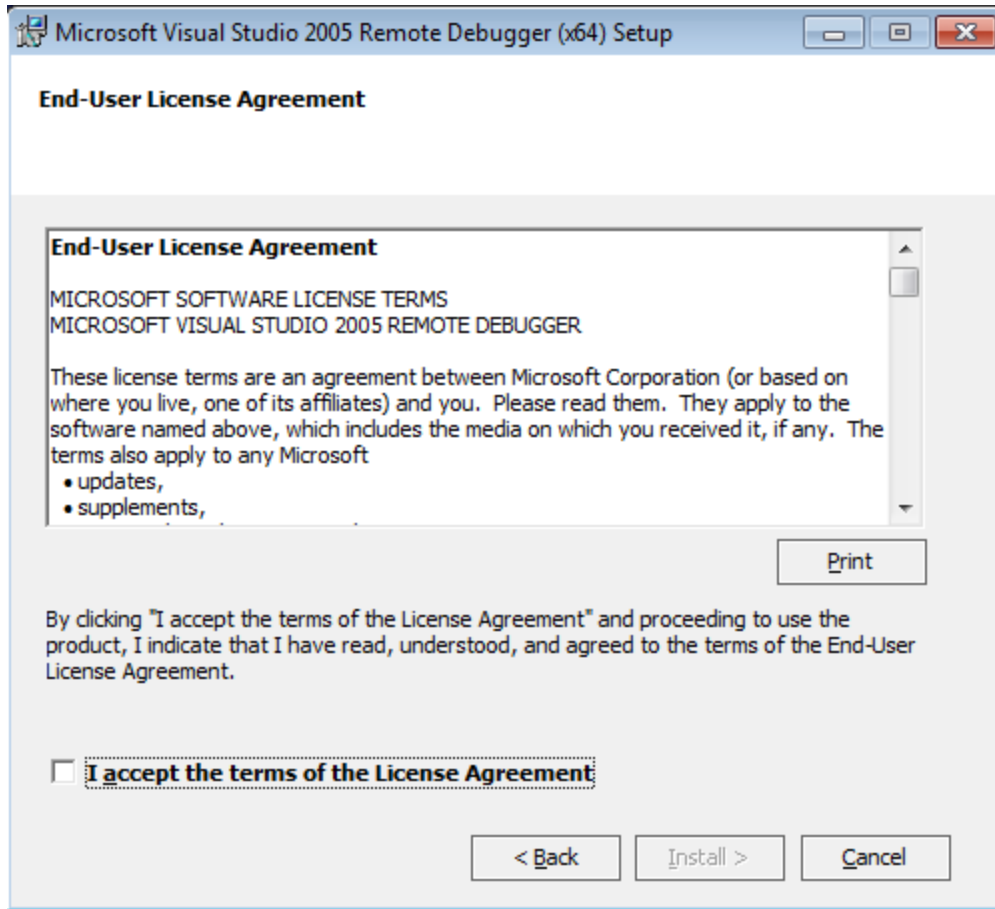 Microsoft Visual Studio 2005 Remote Debugger (x64) Setup
End-User License Agreement
End-User License Agreement
MICROSOFT SOFTWARE LICENSE TERMS
MICROSOFT VISUAL STUDIO 2005 REMOTE DEBUGGER
These license terms are an agreement between Microsoft Corporation (or based on
where you live, one of its affiliates) and you.  Please read them.  They apply to the
software named above, which includes the media on which you received it, if any.  The
terms also apply to any Microsoft
• updates,
• supplements,
Print
By clicking "I accept the terms of the License Agreement" and proceeding to use the
product, I indicate that I have read, understood, and agreed to the terms of the End-User
License Agreement.
I accept the terms of the License Agreement
< Back
Install >
Cancel